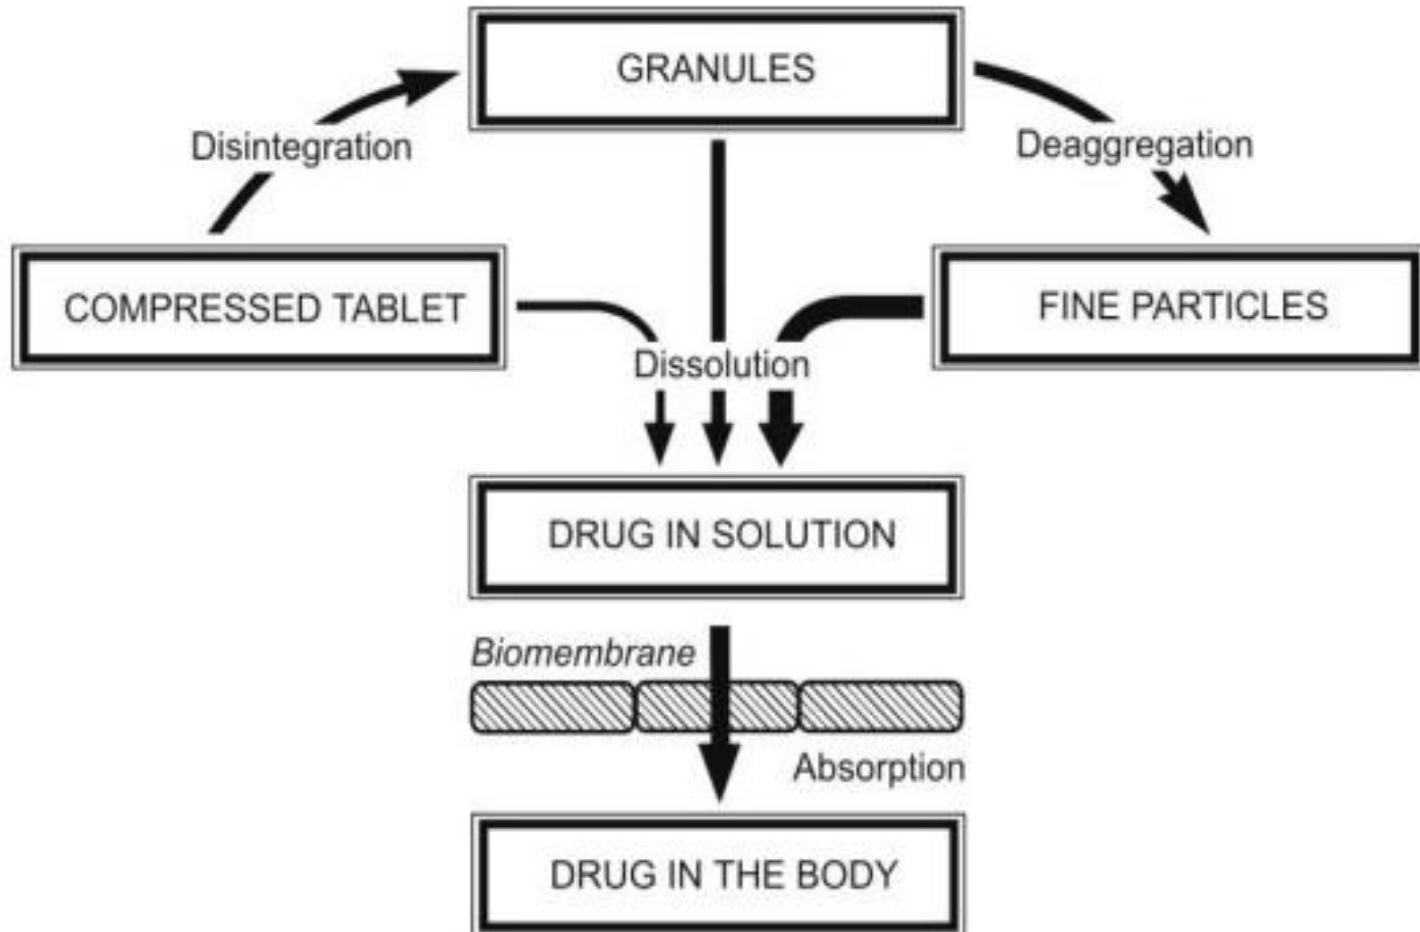 GRANULES
Disintegration
Deaggregation
COMPRESSED TABLET
FINE PARTICLES
Dissolution
DRUG IN SOLUTION
Biomembrane
Absorption
DRUG IN THE BODY